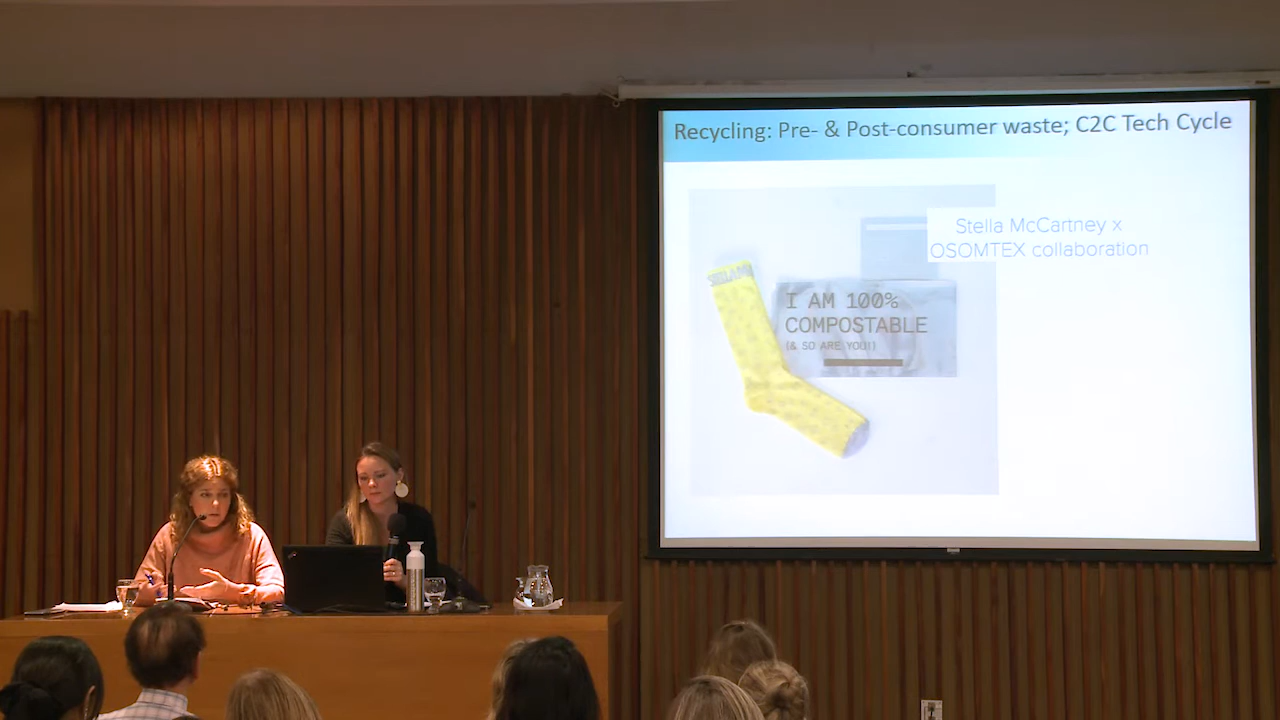 Recycling: Pre- & Post-consumer waste; C2C Tech Cycle
Stella McCartney x
OSOMTEX collaboration
I AM 100%
COMPOSTABLE
(& SO ARE YOU!)